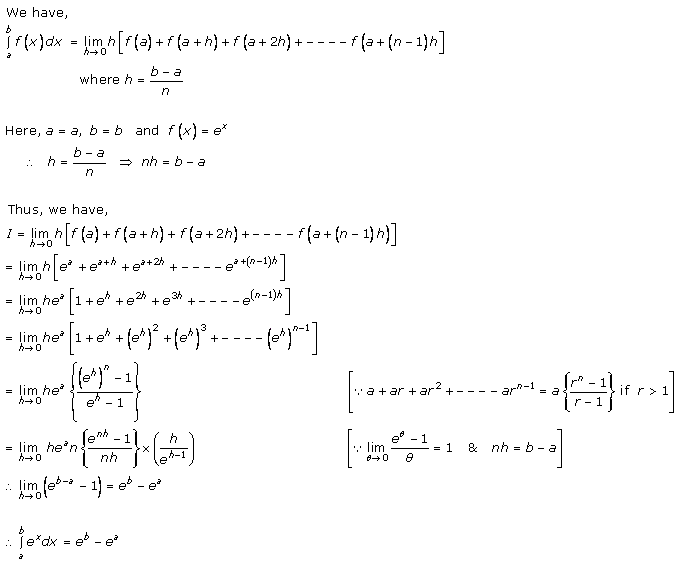 We have,
∫_a^b f(x)dx = lim_{h→0} h[f(a)+f(a+h)+f(a+2h)+----f(a+(n-1)h]
where h = (b-a)/n
Here, a = a, b = b and f(x) = e^x
∴ h = (b-a)/n ⇒ nh = b-a
Thus, we have,
I = lim_{h→0} h[f(a)+f(a+h)+f(a+2h)+----f(a+(n-1)h)]
= lim_{h→0} h[e^a+e^{a+h}+e^{a+2h}+----e^{a+(n-1)h}]
= lim_{h→0} he^a[1+e^h+e^{2h}+e^{3h}+----e^{(n-1)h}]
= lim_{h→0} he^a[1+e^h+(e^h)^2+(e^h)^3+----(e^h)^{n-1}]
= lim_{h→0} he^a{((e^h)^n-1)/(e^h-1)} [∵ a+ar+ar^2+----ar^{n-1} = a{(r^n-1)/(r-1)} if r > 1]
= lim_{h→0} he^a n{(e^{nh}-1)/(nh)}×(h/(e^{h-1})) [∵ lim_{θ→0} (e^θ-1)/θ = 1 & nh = b-a]
∴ lim_{h→0} (e^{b-a}-1) = e^b-e^a
∴ ∫_a^b e^x dx = e^b-e^a